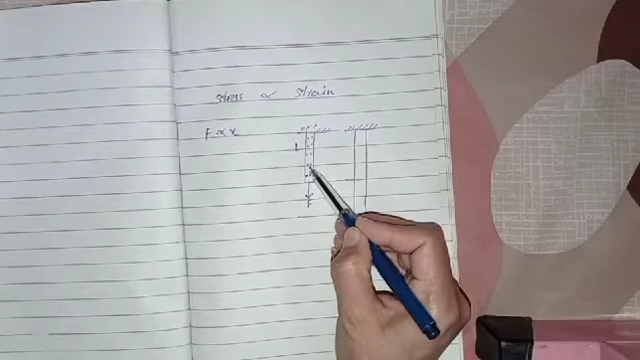 stress ∝ strain
F ∝ x
L
F